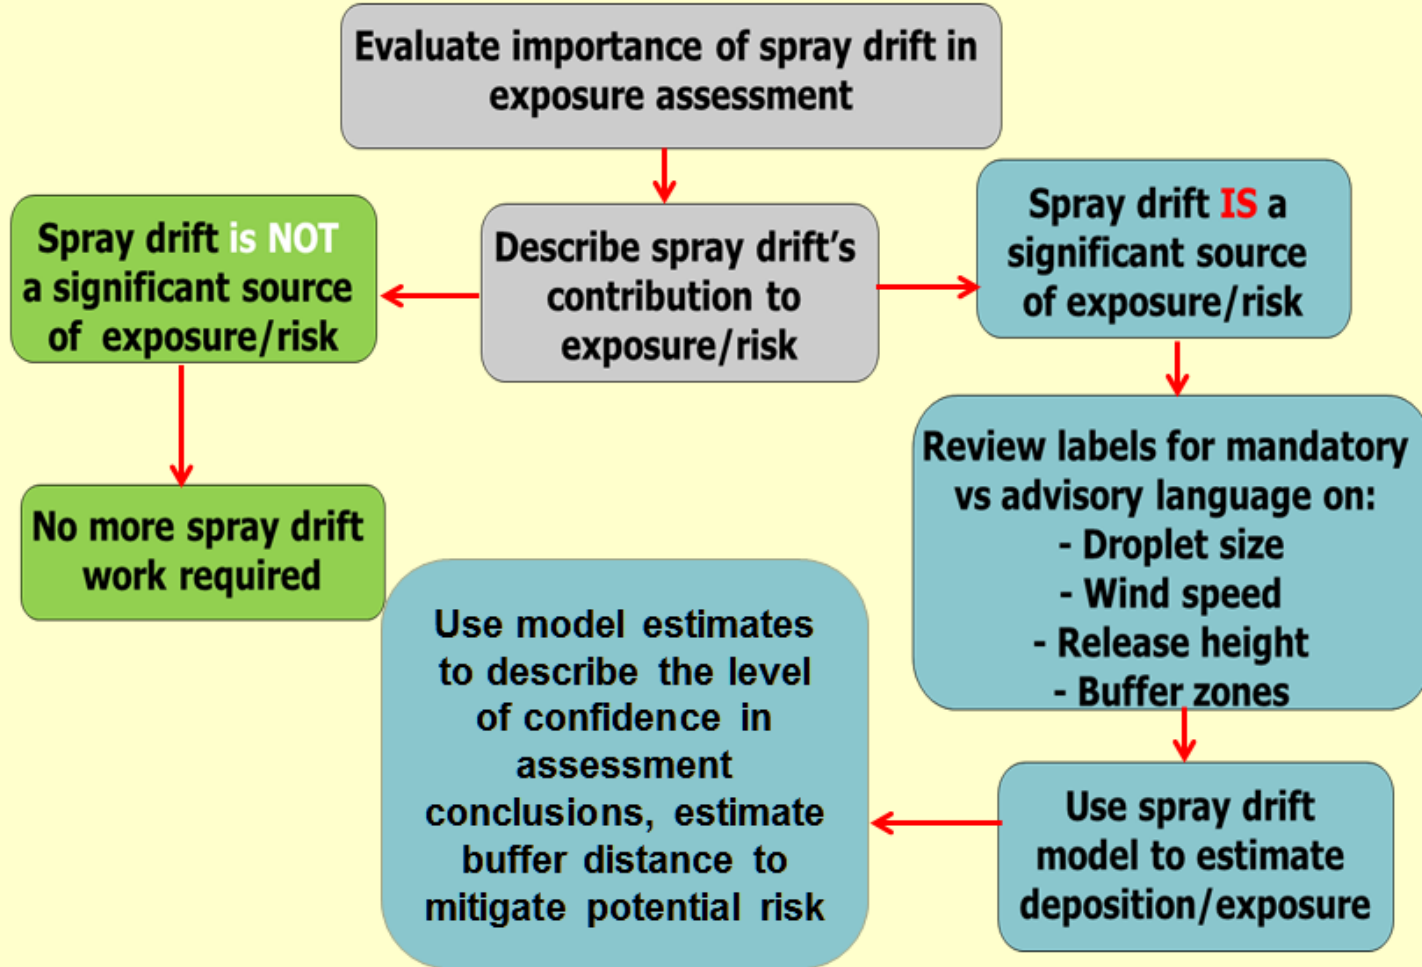 Evaluate importance of spray drift in
exposure assessment
Spray drift is NOT
a significant source
of exposure/risk
Describe spray drift's
contribution to
exposure/risk
Spray drift IS a
significant source
of exposure/risk
No more spray drift
work required
Review labels for mandatory
vs advisory language on:
- Droplet size
- Wind speed
- Release height
- Buffer zones
Use spray drift
model to estimate
deposition/exposure
Use model estimates
to describe the level
of confidence in
assessment
conclusions, estimate
buffer distance to
mitigate potential risk